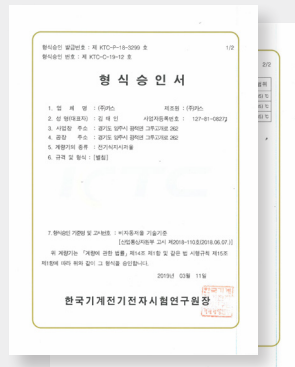 형식승인 발급번호 : 제 KTC-P-18-3299 호 1/2
형식승인 번호 : 제 KTC-C-19-12 호
형 식 승 인 서
1. 업 체 명 : (주)카스 제조원 : (주)카스
2. 성 명(대표자) : 김 태 인 사업자등록번호 : 127-81-08273
3. 사업장 주소 : 경기도 양주시 광적면 그루고개로 262
4. 공장 주소 : 경기도 양주시 광적면 그루고개로 262
5. 계량기의 종류 : 전기식지시저울
6. 규격 및 형식 : [별첨]
KTC
7. 형식승인 기준명 및 고시번호 : 비자동저울 기술기준
[산업통상자원부 고시 제2018-110호(2018.06.07.)]
위 계량기는 「계량에 관한 법률」 제14조 제1항 및 같은 법 시행규칙 제15조
제1항에 따라 위와 같이 그 형식을 승인합니다.
2019년 03월 11일
한국기계전기전자시험연구원장
2/2